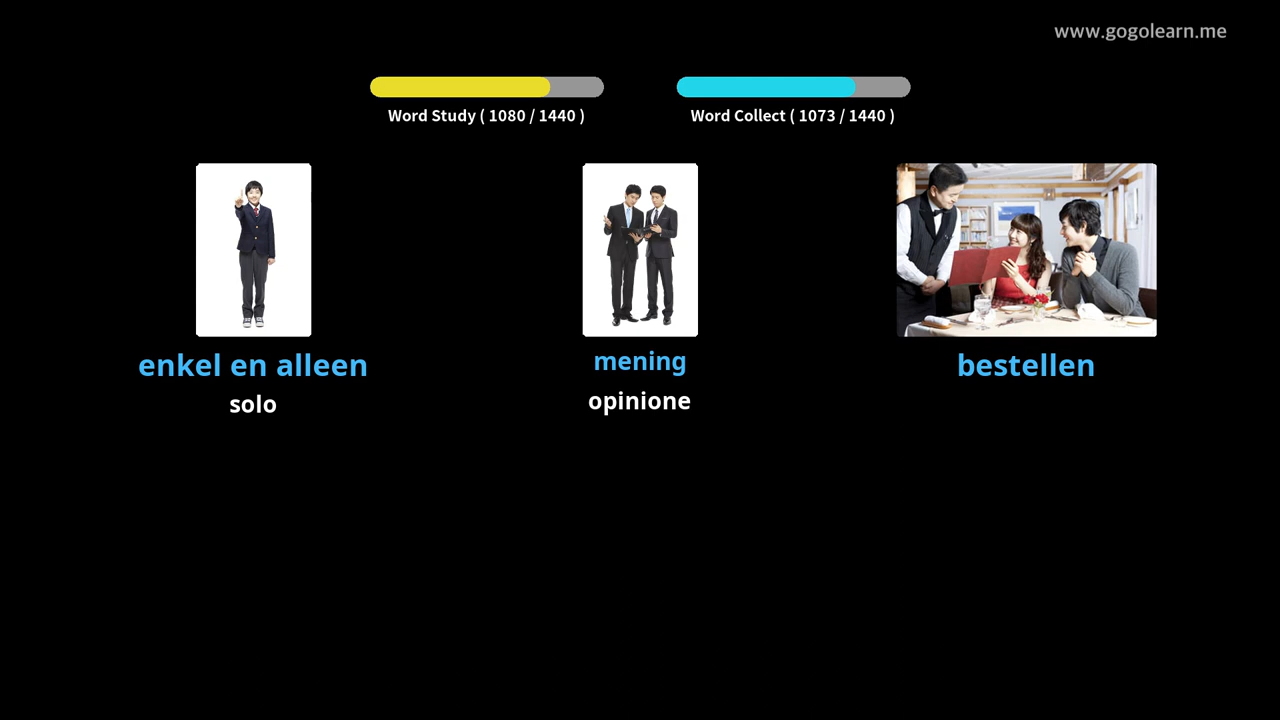 www.gogolearn.me
Word Study ( 1080 / 1440 )
Word Collect ( 1073 / 1440 )
enkel en alleen
solo
mening
opinione
bestellen